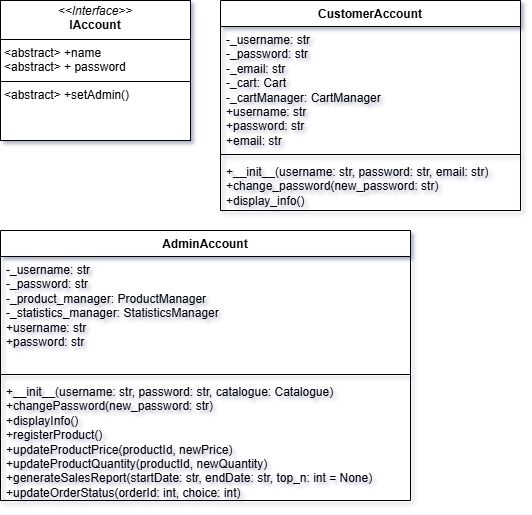 <<Interface>>
IAccount
<abstract> +name
<abstract> + password
<abstract> +setAdmin()
CustomerAccount
-_username: str
-_password: str
-_email: str
-_cart: Cart
-_cartManager: CartManager
+username: str
+password: str
+email: str
+__init__(username: str, password: str, email: str)
+change_password(new_password: str)
+display_info()
AdminAccount
-_username: str
-_password: str
-_product_manager: ProductManager
-_statistics_manager: StatisticsManager
+username: str
+password: str
+__init__(username: str, password: str, catalogue: Catalogue)
+changePassword(new_password: str)
+displayInfo()
+registerProduct()
+updateProductPrice(productId, newPrice)
+updateProductQuantity(productId, newQuantity)
+generateSalesReport(startDate: str, endDate: str, top_n: int = None)
+updateOrderStatus(orderId: int, choice: int)